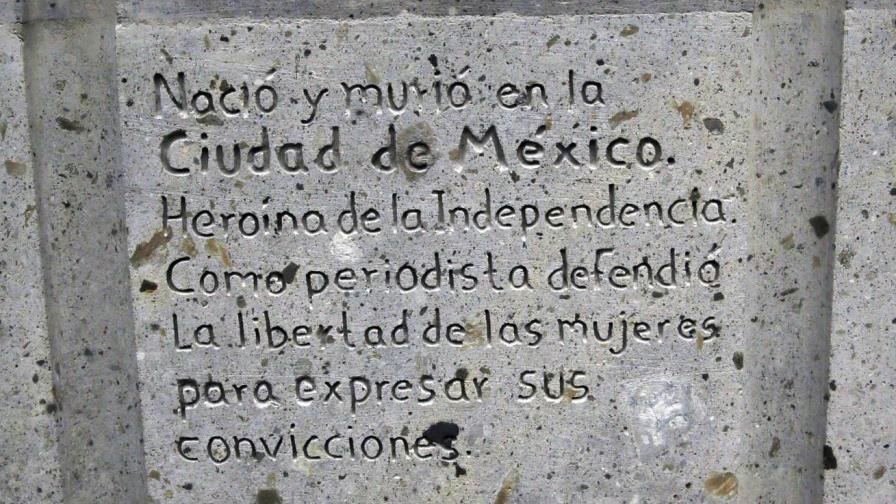 Nació y murió en la
Ciudad de México.
Heroína de la Independencia.
Como periodista defendió
La libertad de las mujeres
para expresar sus
convicciones.